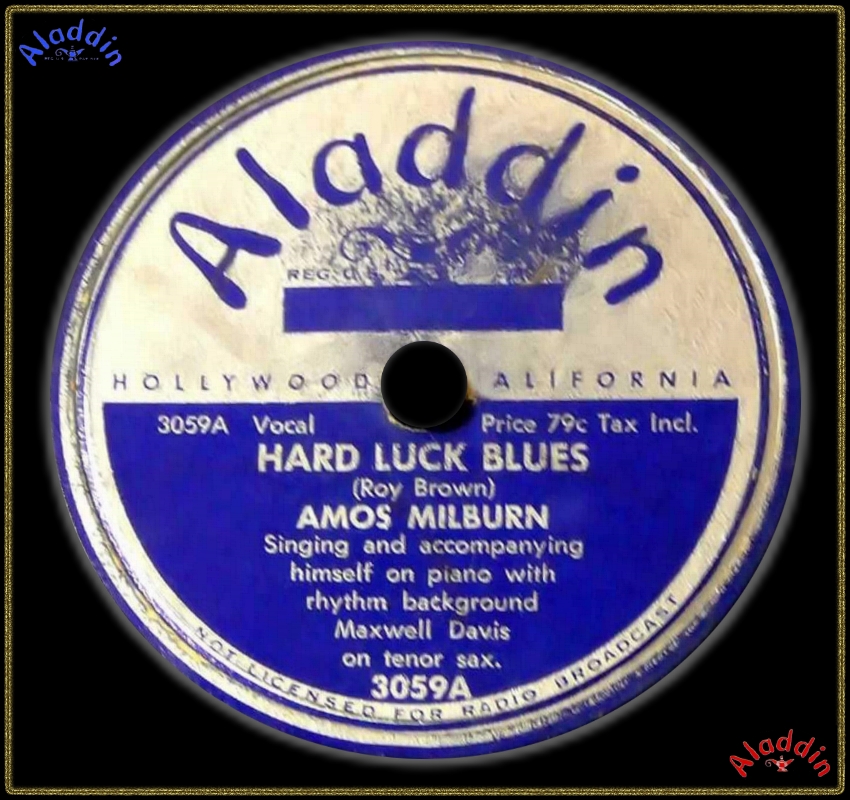 Aladdin
Aladdin
REG. U.S.
HOLLYWOOD ALIFORNIA
3059A Vocal Price 79c Tax Incl.
HARD LUCK BLUES
(Roy Brown)
AMOS MILBURN
Singing and accompanying
himself on piano with
rhythm background
Maxwell Davis
on tenor sax.
3059A
NOT LICENSED FOR RADIO BROADCAST
Aladdin